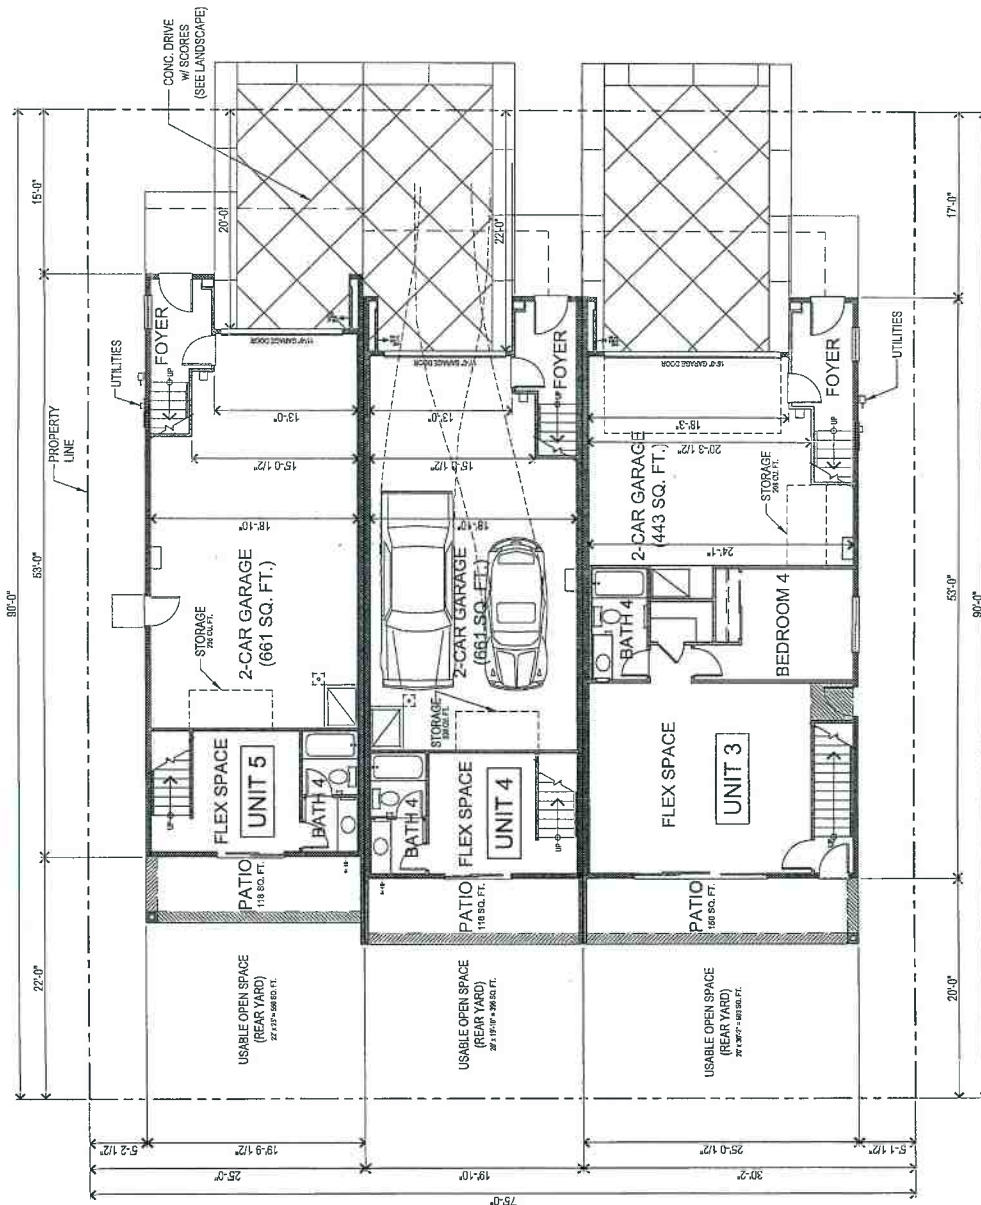 CONC. DRIVE
w/ SCORES
(SEE LANDSCAPE)
PROPERTY
LINE
UTILITIES
90'-0"
15'-0"
53'-0"
22'-0"
20'-0"
22'-0"
FOYER
UP
13'-0"
15'-0 1/2"
18'-10"
2-CAR GARAGE
(661 SQ. FT.)
STORAGE
FLEX SPACE
UNIT 5
BATH 4
UP
PATIO
118 SQ. FT.
USABLE OPEN SPACE
(REAR YARD)
FOYER
UP
13'-0"
15'-0 1/2"
18'-10"
2-CAR GARAGE
(661 SQ. FT.)
STORAGE
FLEX SPACE
UNIT 4
BATH 4
UP
PATIO
118 SQ. FT.
USABLE OPEN SPACE
(REAR YARD)
FOYER
UP
UTILITIES
18'-3"
20'-3 1/2"
24'-1"
2-CAR GARAGE
(443 SQ. FT.)
STORAGE
BATH 4
BEDROOM 4
FLEX SPACE
UNIT 3
UP
PATIO
150 SQ. FT.
USABLE OPEN SPACE
(REAR YARD)
17'-0"
53'-0"
20'-0"
90'-0"
5'-2 1/2"
19'-9 1/2"
25'-0 1/2"
5'-1 1/2"
25'-0"
19'-10"
30'-2"
75'-0"